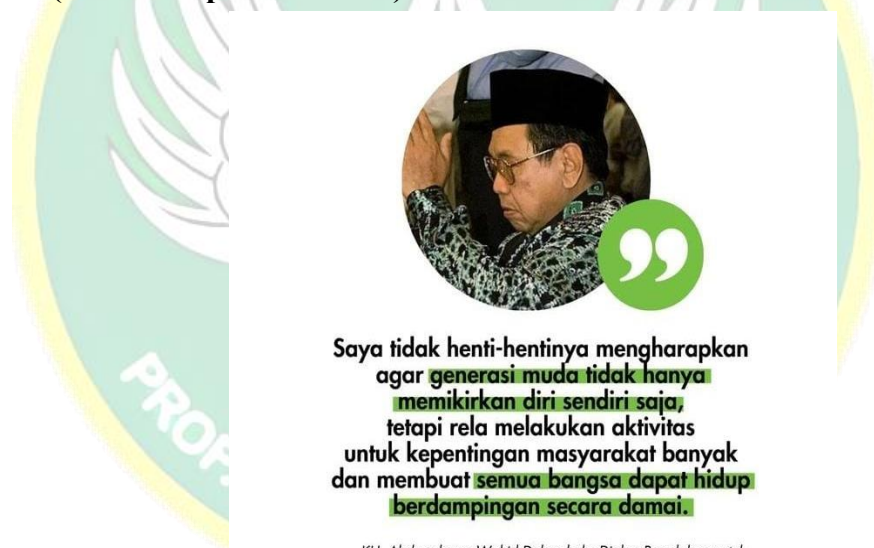 Saya tidak henti-hentinya mengharapkan
agar generasi muda tidak hanya
memikirkan diri sendiri saja,
tetapi rela melakukan aktivitas
untuk kepentingan masyarakat banyak
dan membuat semua bangsa dapat hidup
berdampingan secara damai.